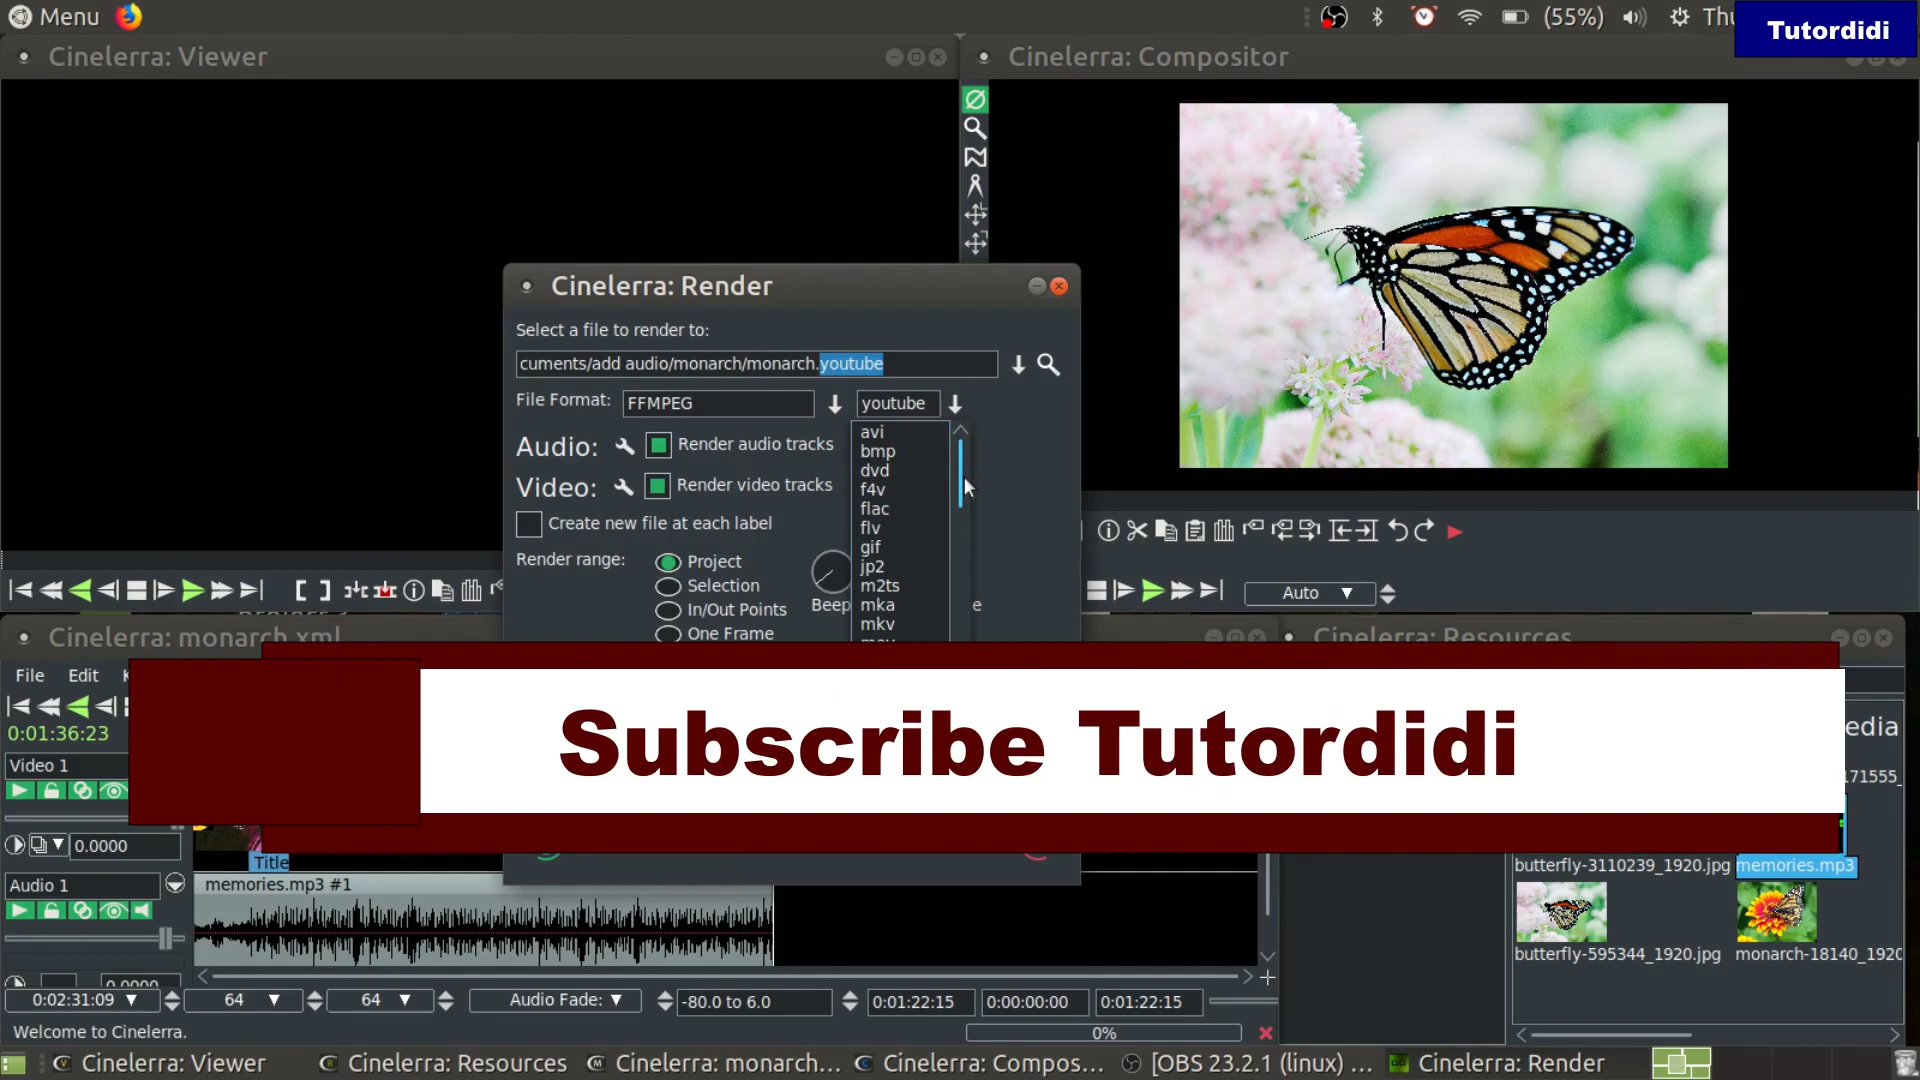 Menu
(55%)
Tutordidi
Cinelerra: Viewer
Cinelerra: Compositor
Cinelerra: Render
Select a file to render to:
cuments/add audio/monarch/monarch.youtube
File Format: FFMPEG youtube
avi
bmp
dvd
f4v
flac
flv
gif
jp2
m2ts
mka
mkv
Audio: Render audio tracks
Video: Render video tracks
Create new file at each label
Render range: Project
Selection
In/Out Points
One Frame
Beep
Auto
Cinelerra: monarch.xml
Cinelerra: Resources
File Edit
0:01:36:23
Video 1
Subscribe Tutordidi
edia
171555_
0.0000
Title
butterfly-3110239_1920.jpg memories.mp3
Audio 1
memories.mp3 #1
butterfly-595344_1920.jpg monarch-18140_1920
0:02:31:09 64 64 Audio Fade: -80.0 to 6.0 0:01:22:15 0:00:00:00 0:01:22:15
Welcome to Cinelerra.
0%
Cinelerra: Viewer Cinelerra: Resources Cinelerra: monarch... Cinelerra: Compos... [OBS 23.2.1 (linux) ... Cinelerra: Render